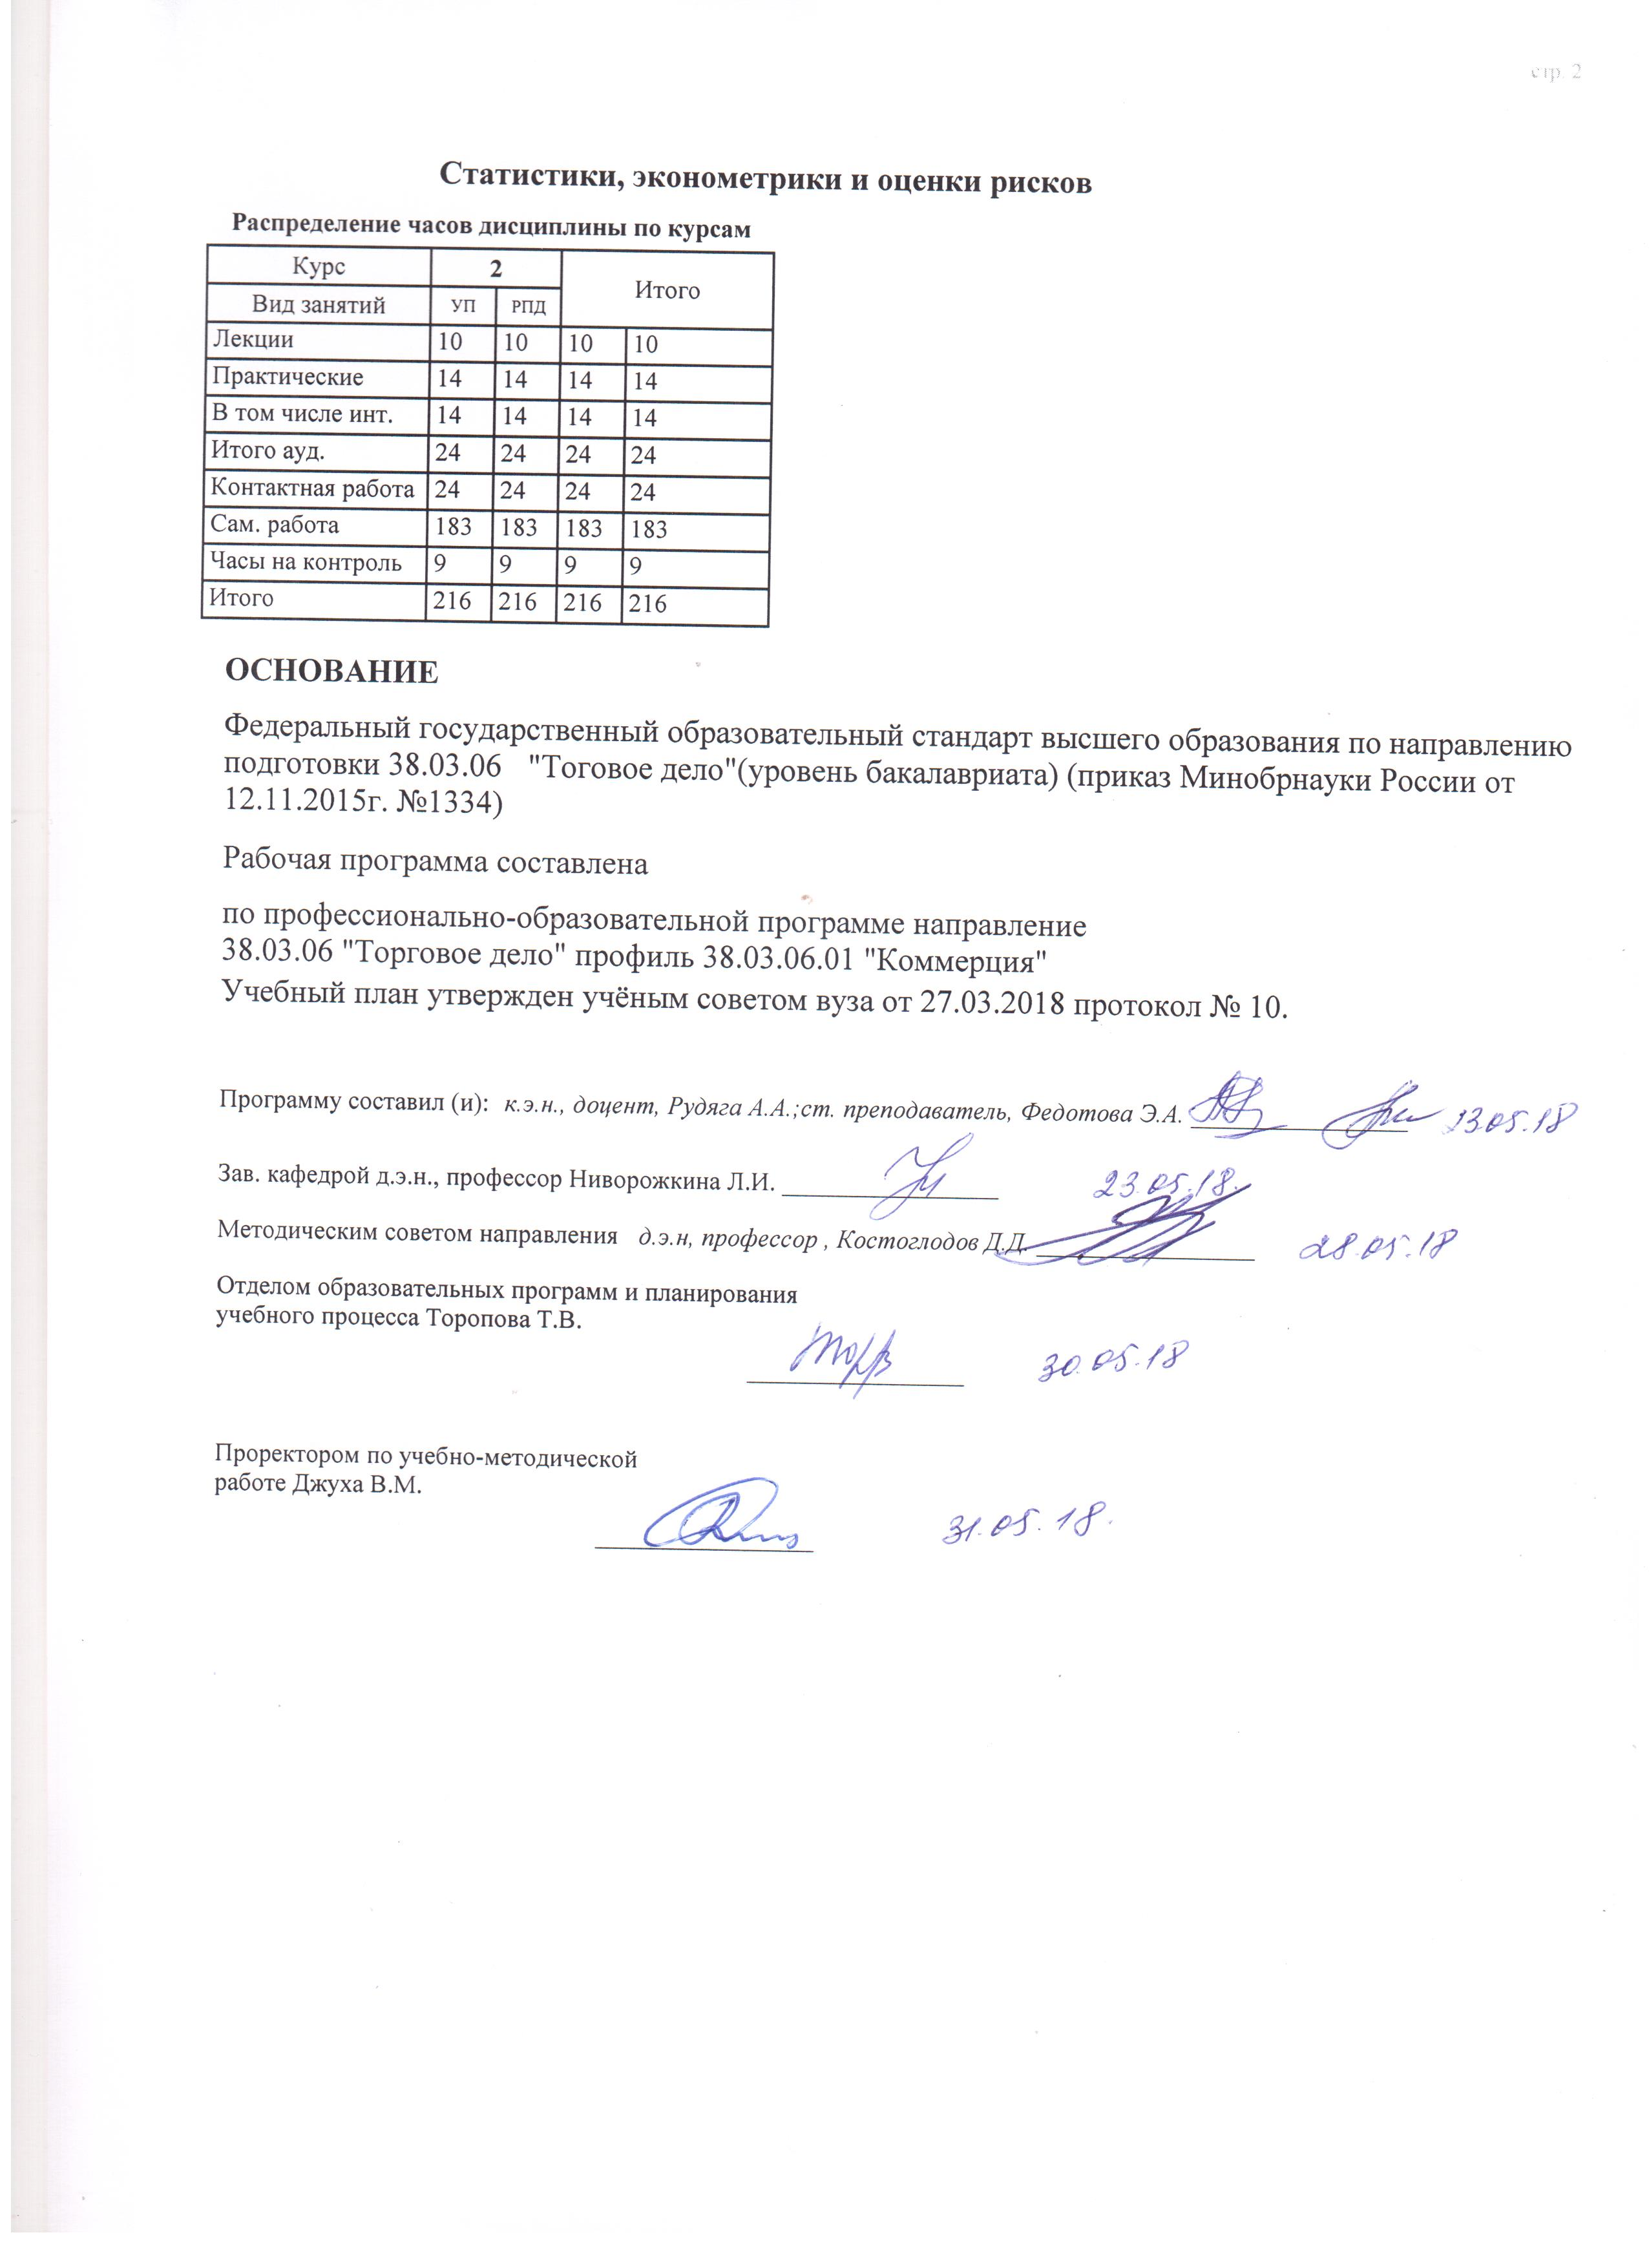 стр. 2
Статистики, эконометрики и оценки рисков
Распределение часов дисциплины по курсам
Курс 2 Итого
Вид занятий УП РПД
Лекции 10 10 10 10
Практические 14 14 14 14
В том числе инт. 14 14 14 14
Итого ауд. 24 24 24 24
Контактная работа 24 24 24 24
Сам. работа 183 183 183 183
Часы на контроль 9 9 9 9
Итого 216 216 216 216
ОСНОВАНИЕ
Федеральный государственный образовательный стандарт высшего образования по направлению
подготовки 38.03.06 "Тоговое дело"(уровень бакалавриата) (приказ Минобрнауки России от
12.11.2015г. №1334)
Рабочая программа составлена
по профессионально-образовательной программе направление
38.03.06 "Торговое дело" профиль 38.03.06.01 "Коммерция"
Учебный план утвержден учёным советом вуза от 27.03.2018 протокол № 10.
Программу составил (и): к.э.н., доцент, Рудяга А.А.;ст. преподаватель, Федотова Э.А. 23.05.18
Зав. кафедрой д.э.н., профессор Ниворожкина Л.И. 23.05.18.
Методическим советом направления д.э.н, профессор , Костоглодов Д.Д. 28.05.18
Отделом образовательных программ и планирования
учебного процесса Торопова Т.В.
30.05.18
Проректором по учебно-методической
работе Джуха В.М.
31.05.18.